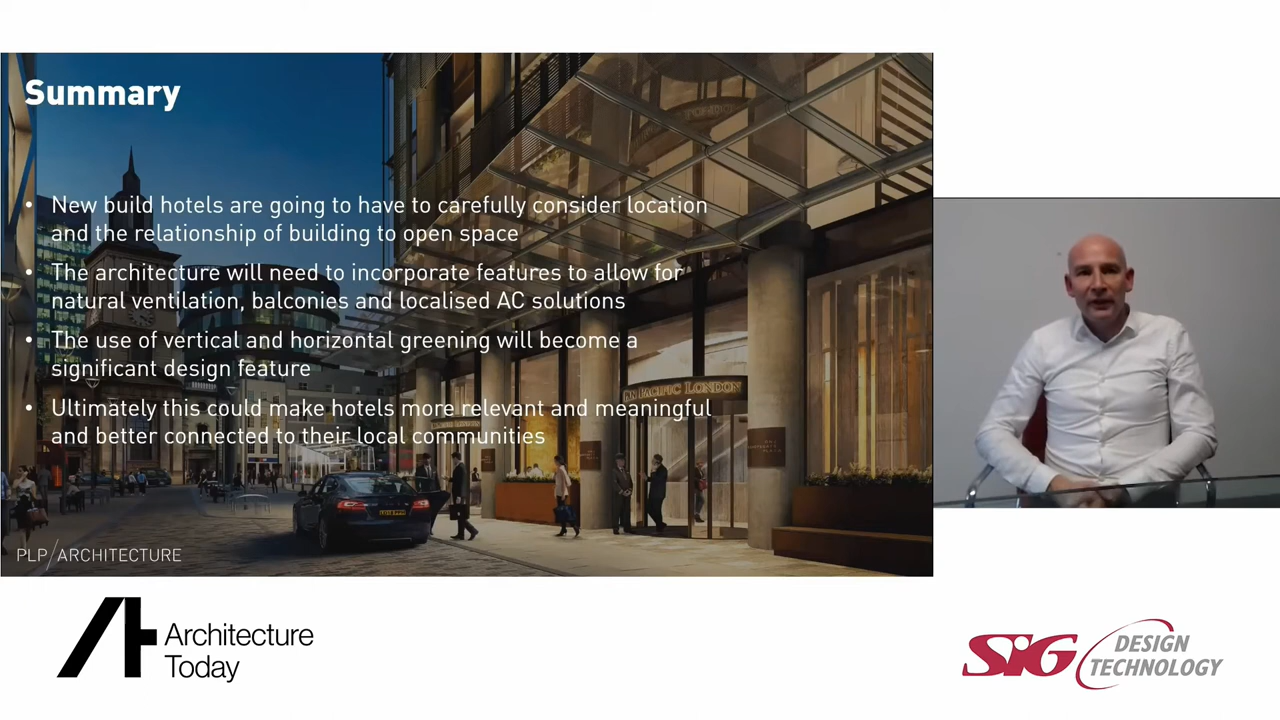 Summary
• New build hotels are going to have to carefully consider location
and the relationship of building to open space
• The architecture will need to incorporate features to allow for
natural ventilation, balconies and localised AC solutions
• The use of vertical and horizontal greening will become a
significant design feature
• Ultimately this could make hotels more relevant and meaningful
and better connected to their local communities
PACIFIC LONDON
PLP/ARCHITECTURE
Architecture
Today
SIG DESIGN
TECHNOLOGY